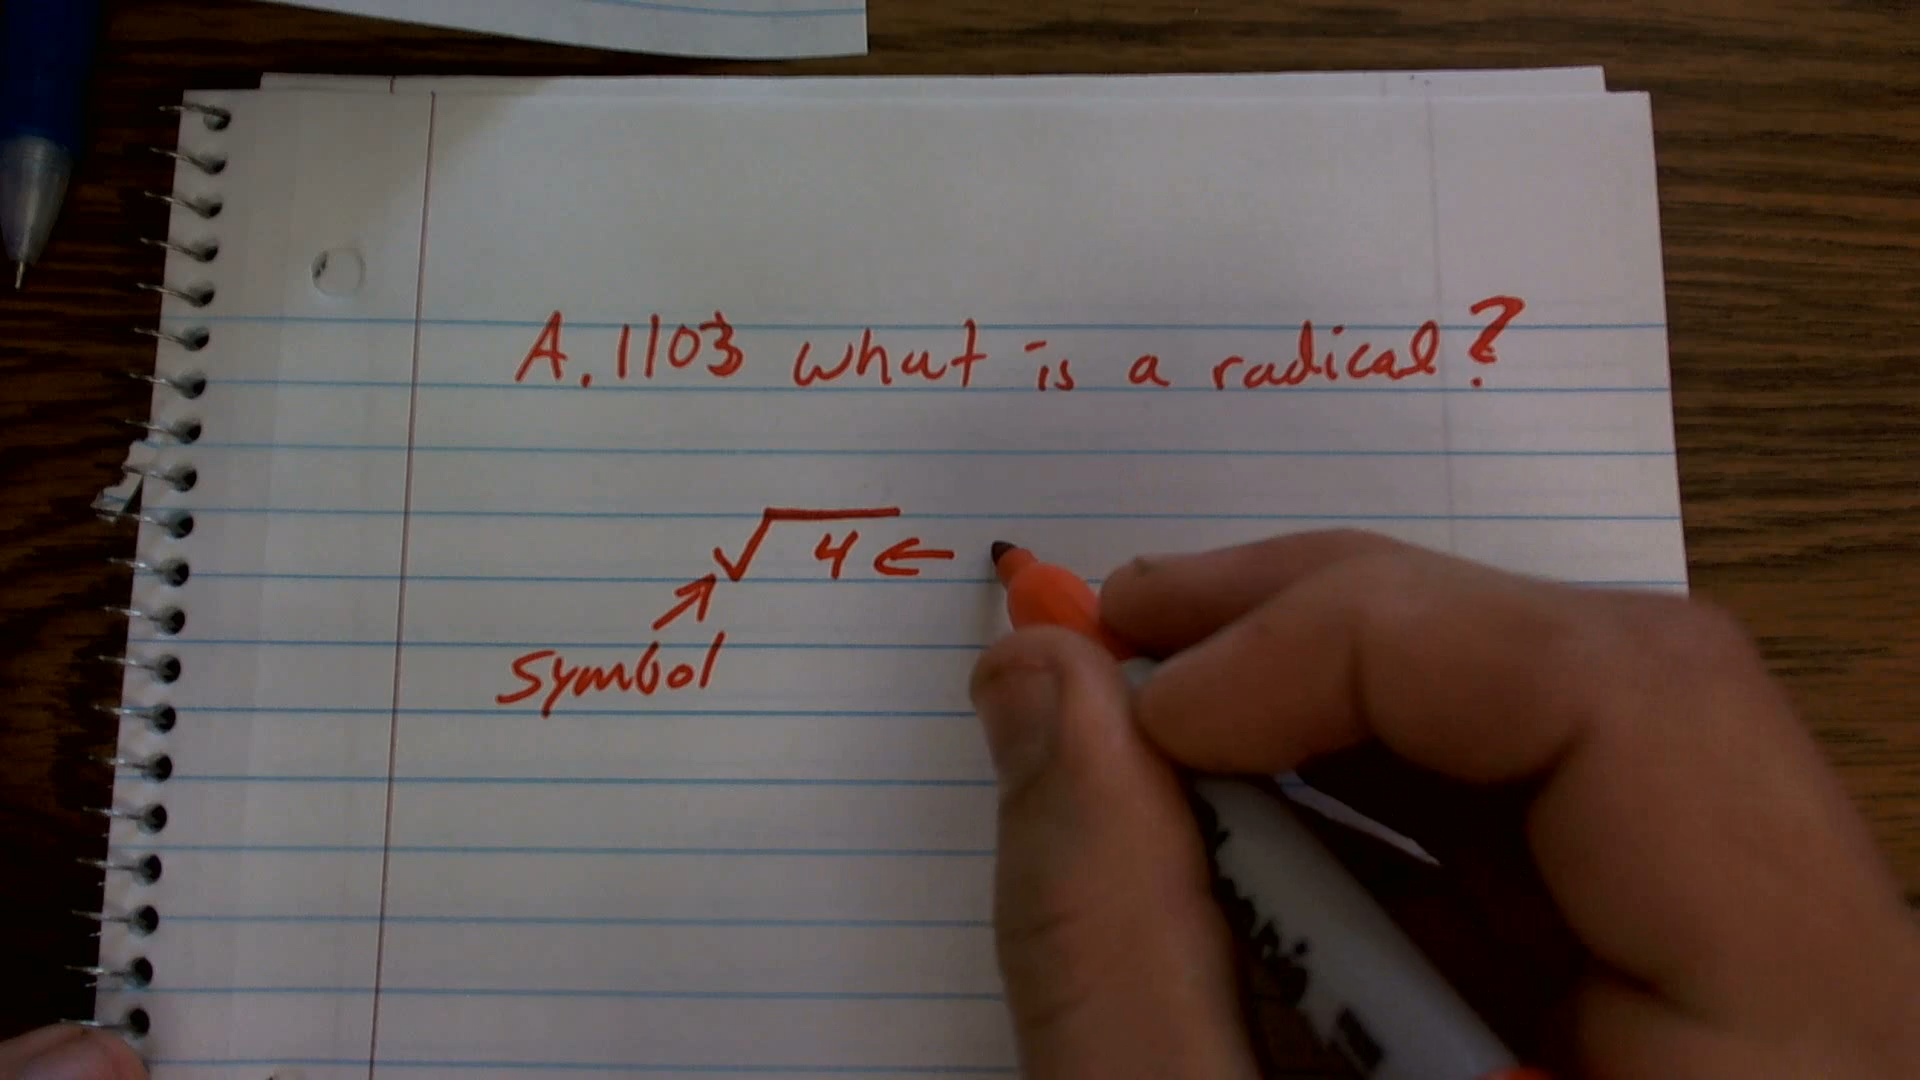 A. 1103 what is a radical?
√4 ←
symbol